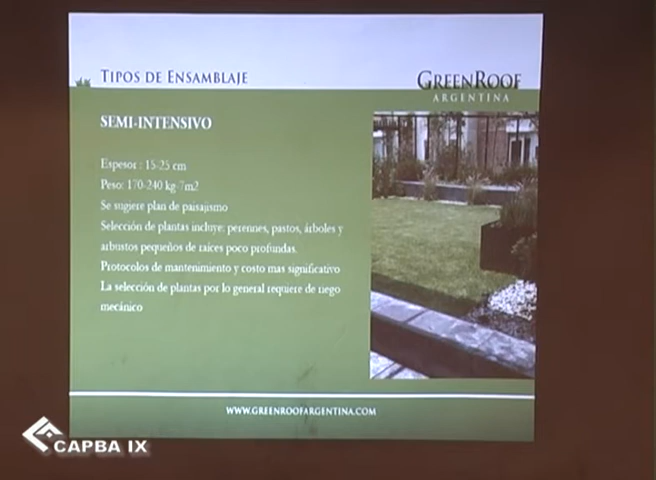 TIPOS DE ENSAMBLAJE
GREENROOF
ARGENTINA
SEMI-INTENSIVO
Espesor : 15-25 cm
Peso: 170-240 kg-7m2
Se sugiere plan de paisajismo
Selección de plantas incluye: perennes, pastos, árboles y
arbustos pequeños de raíces poco profundas.
Protocolos de mantenimiento y costo mas significativo
La selección de plantas por lo general requiere de riego
mecánico
WWW.GREENROOFARGENTINA.COM
CAPBA IX